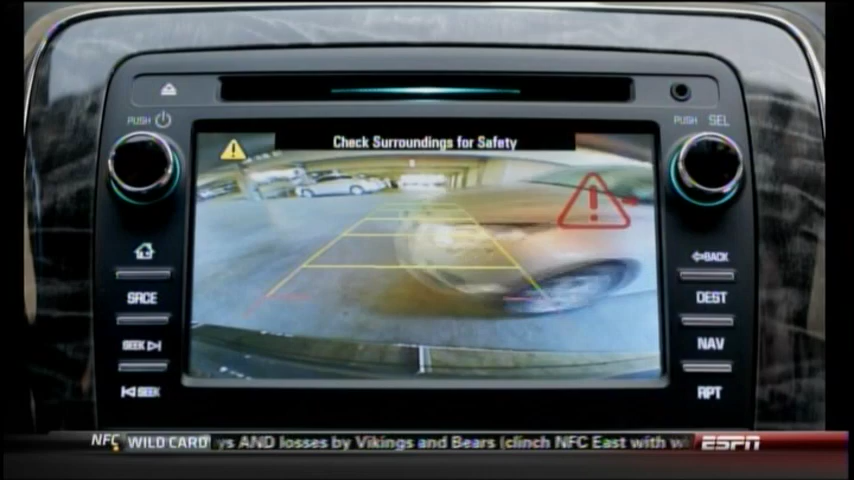 PUSH
PUSH SEL
Check Surroundings for Safety
SRCE
SEEK
SEEK
BACK
DEST
NAV
RPT
NFC WILD CARD ys AND losses by Vikings and Bears (clinch NFC East with w ESPN